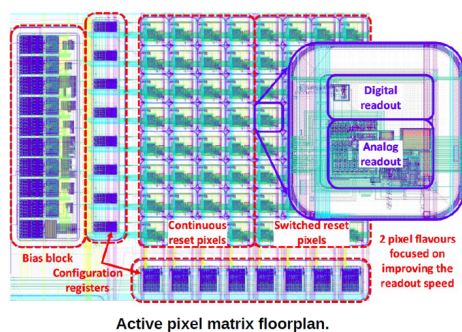 Digital
readout
Analog
readout
Continuous
reset pixels
Switched reset
pixels
Bias block
Configuration
registers
2 pixel flavours
focused on
improving the
readout speed
Active pixel matrix floorplan.